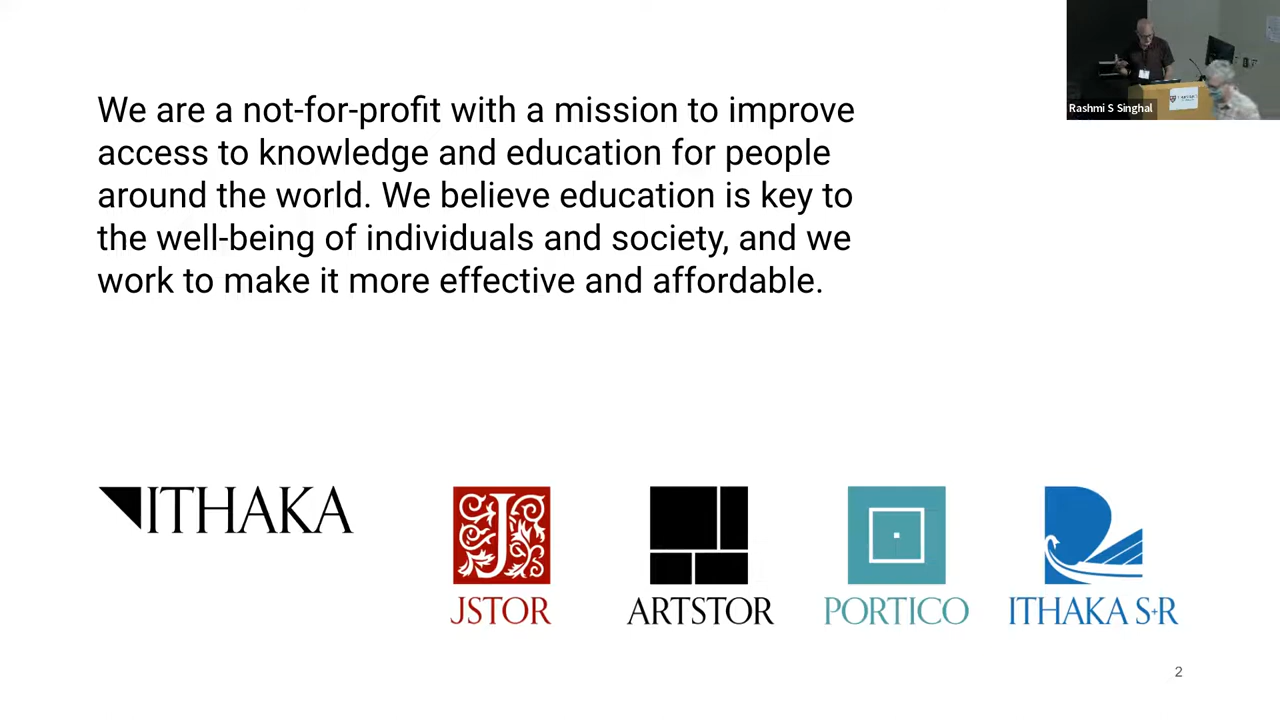 We are a not-for-profit with a mission to improve
access to knowledge and education for people
around the world. We believe education is key to
the well-being of individuals and society, and we
work to make it more effective and affordable.
Rashmi S Singhal
ITHAKA
JSTOR
ARTSTOR
PORTICO
ITHAKA S+R
2